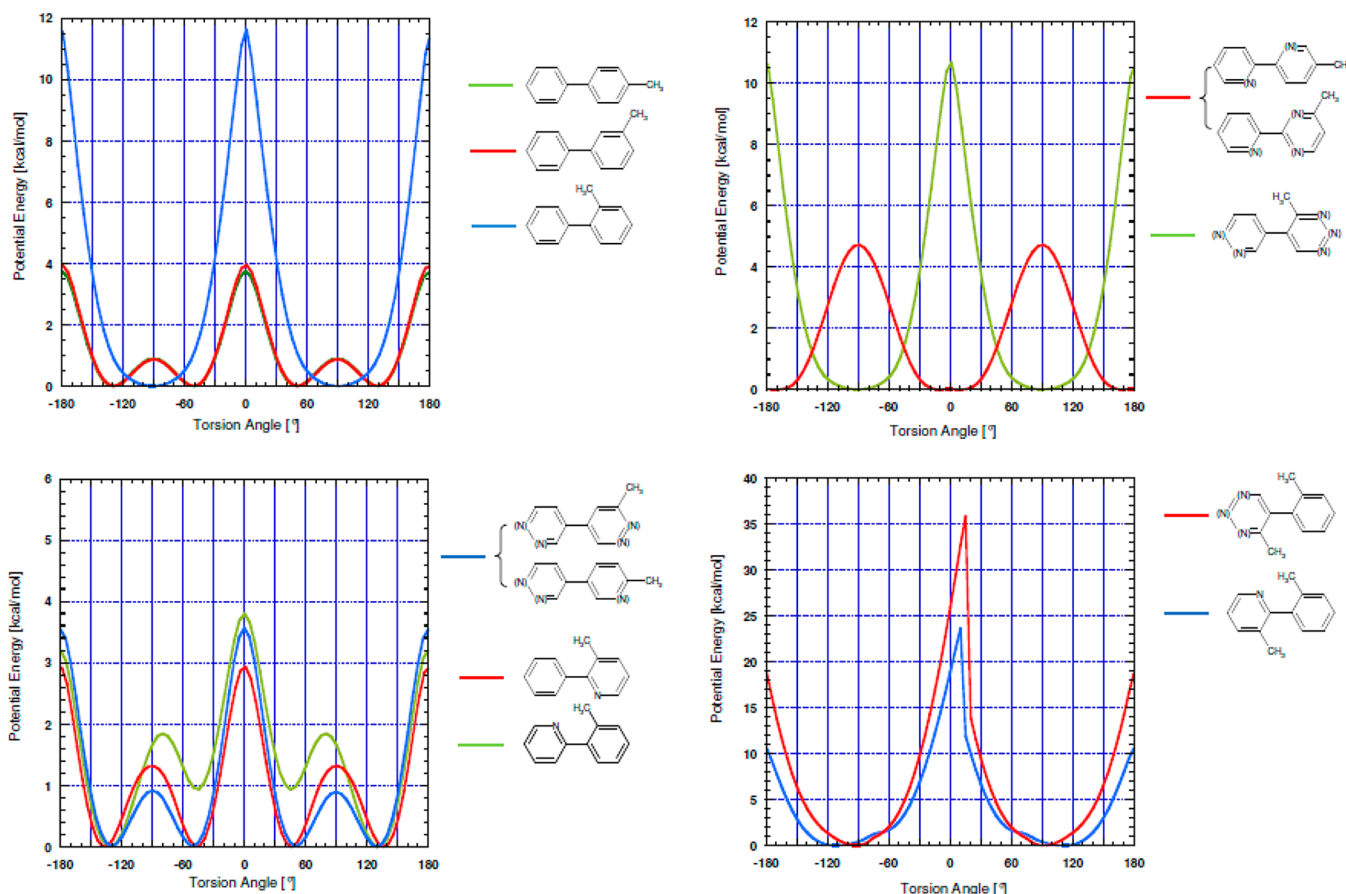 12
10
8
6
4
2
0
Potential Energy [kcal/mol]
-180
-120
-60
0
60
120
180
Torsion Angle [°]
CH₃
CH₃
H₃C
12
10
8
6
4
2
0
Potential Energy [kcal/mol]
-180
-120
-60
0
60
120
180
Torsion Angle [°]
(N)
(N)
CH
CH₃
(N)
(N)
(N)
H₃C
(N)
(N)
(N)
(N)
(N)
6
5
4
3
2
1
0
Potential Energy [kcal/mol]
-180
-120
-60
0
60
120
180
Torsion Angle [°]
CH₃
(N)
(N)
(N)
(N)
CH₃
(N)
(N)
(N)
H₃C
N
H₃C
N
40
35
30
25
20
15
10
5
0
Potential Energy [kcal/mol]
-180
-120
-60
0
60
120
180
Torsion Angle [°]
H₃C
(N)
(N)
(N)
CH₃
H₃C
N
CH₃